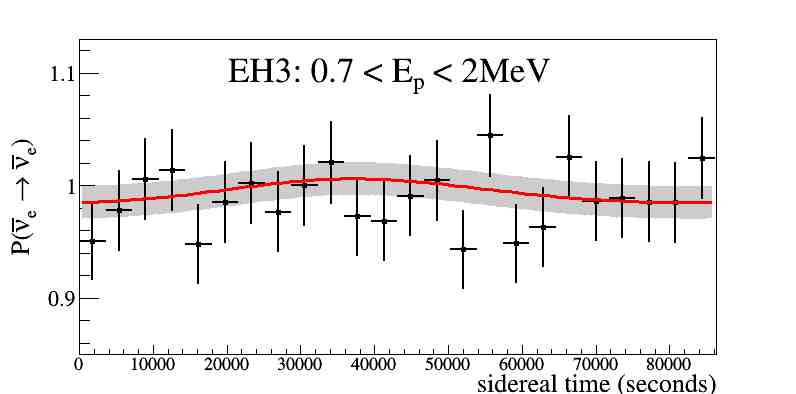 EH3: 0.7 < Ep < 2MeV
1.1
1
0.9
P(ν̅e → ν̅e)
0 10000 20000 30000 40000 50000 60000 70000 80000
sidereal time (seconds)